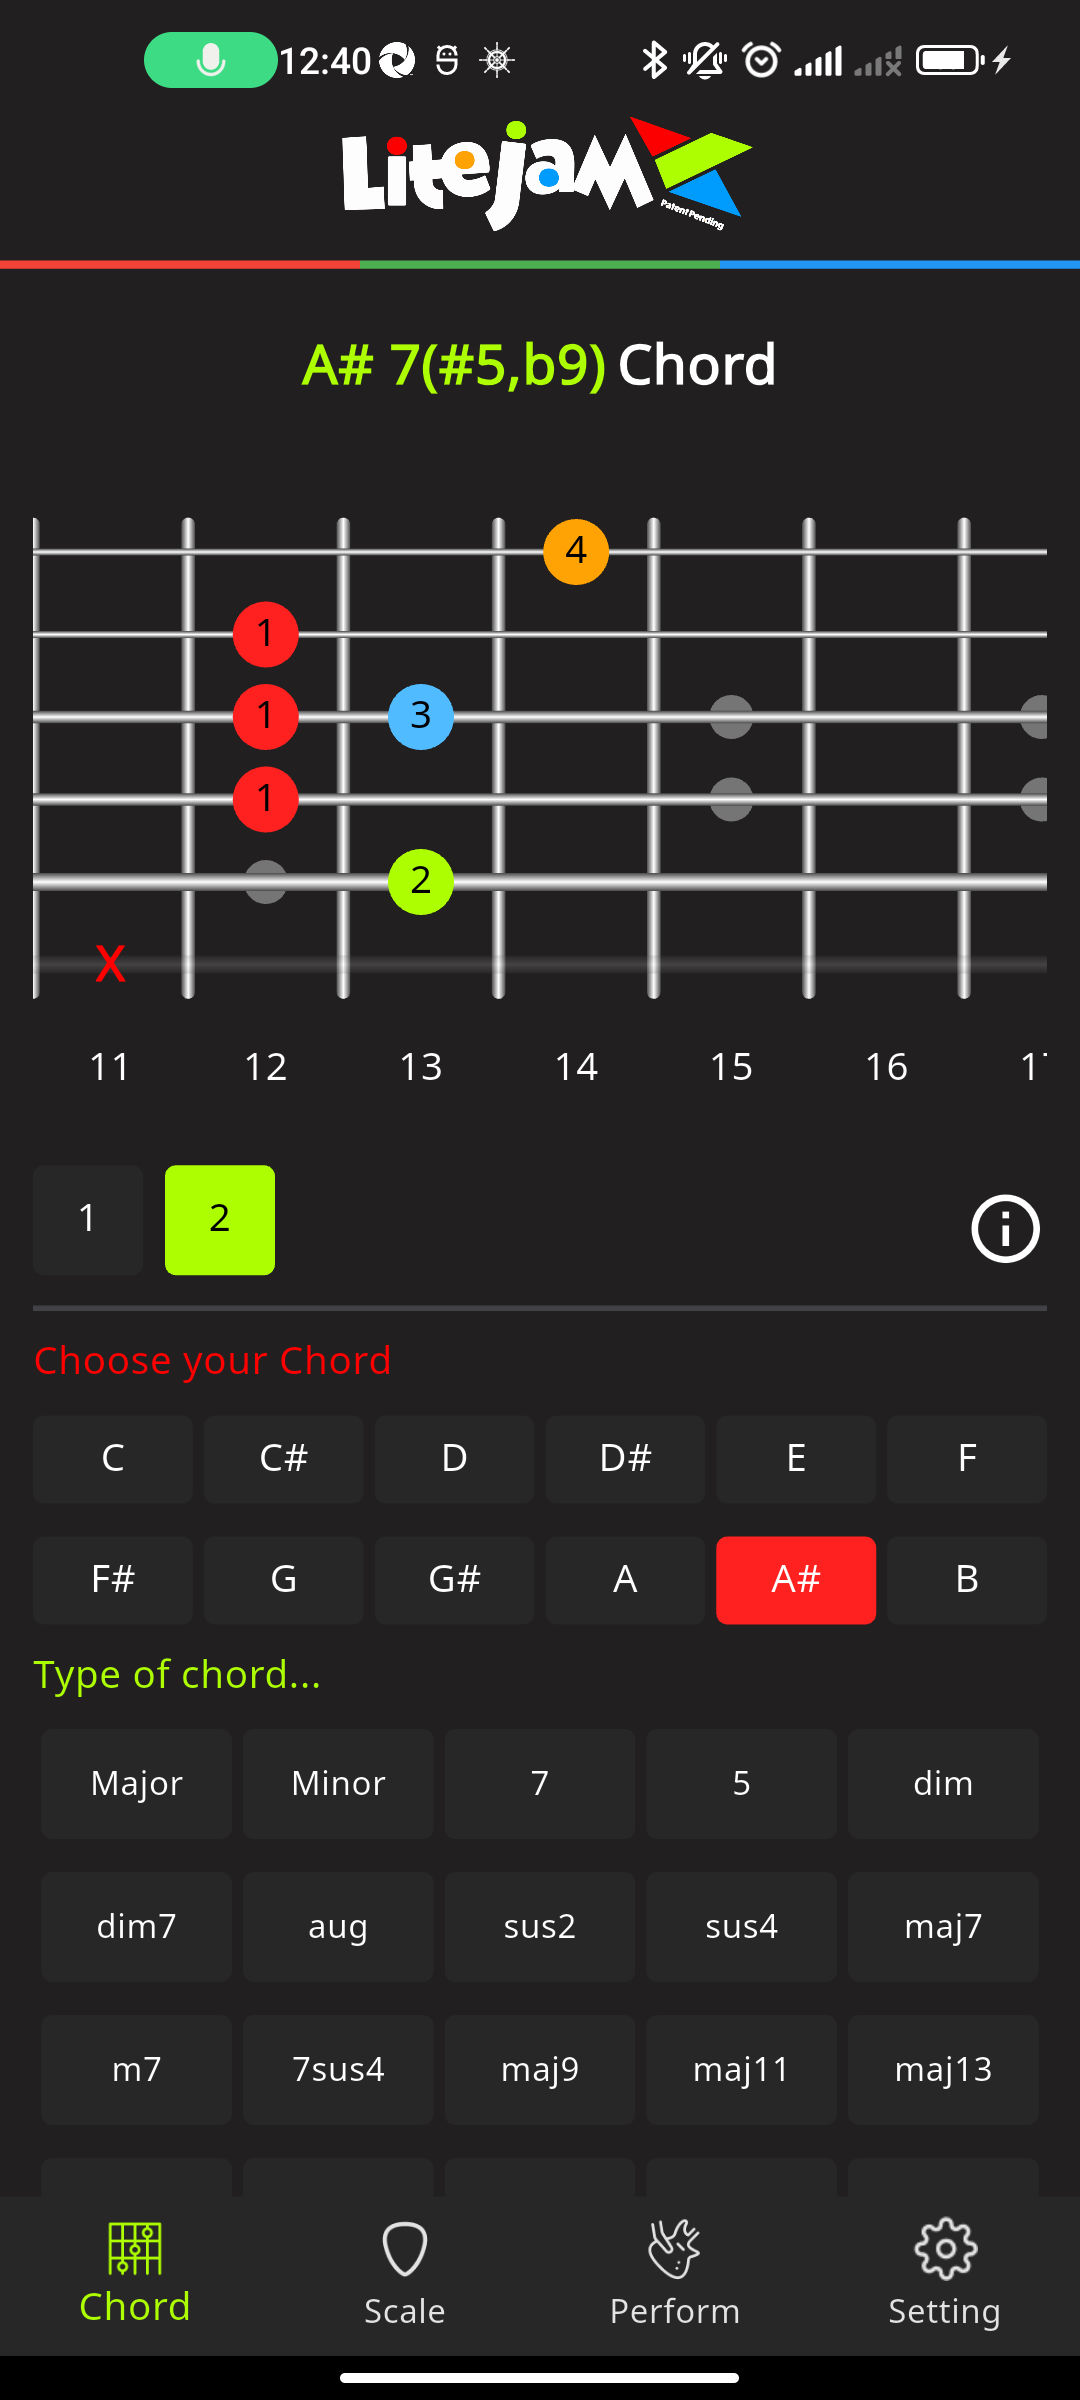 12:40
LitejaM
Patent Pending
A# 7(#5,b9) Chord
4
1
1 3
1
2
X
11 12 13 14 15 16
1 2
Choose your Chord
C C# D D# E F
F# G G# A A# B
Type of chord...
Major Minor 7 5 dim
dim7 aug sus2 sus4 maj7
m7 7sus4 maj9 maj11 maj13
Chord Scale Perform Setting